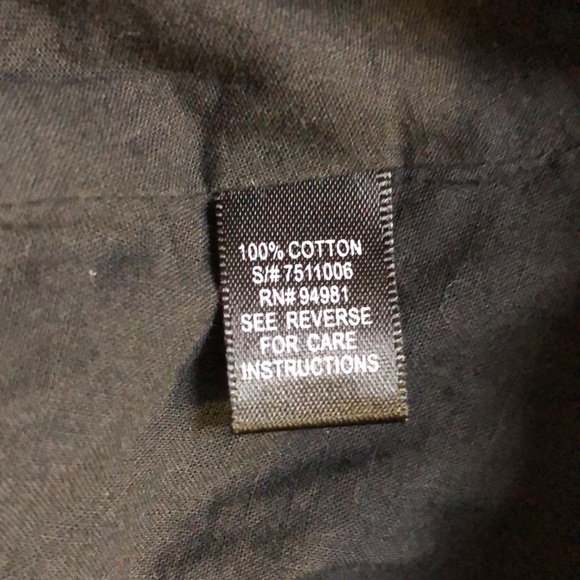 100% COTTON
S/# 7511006
RN# 94981
SEE REVERSE
FOR CARE
INSTRUCTIONS